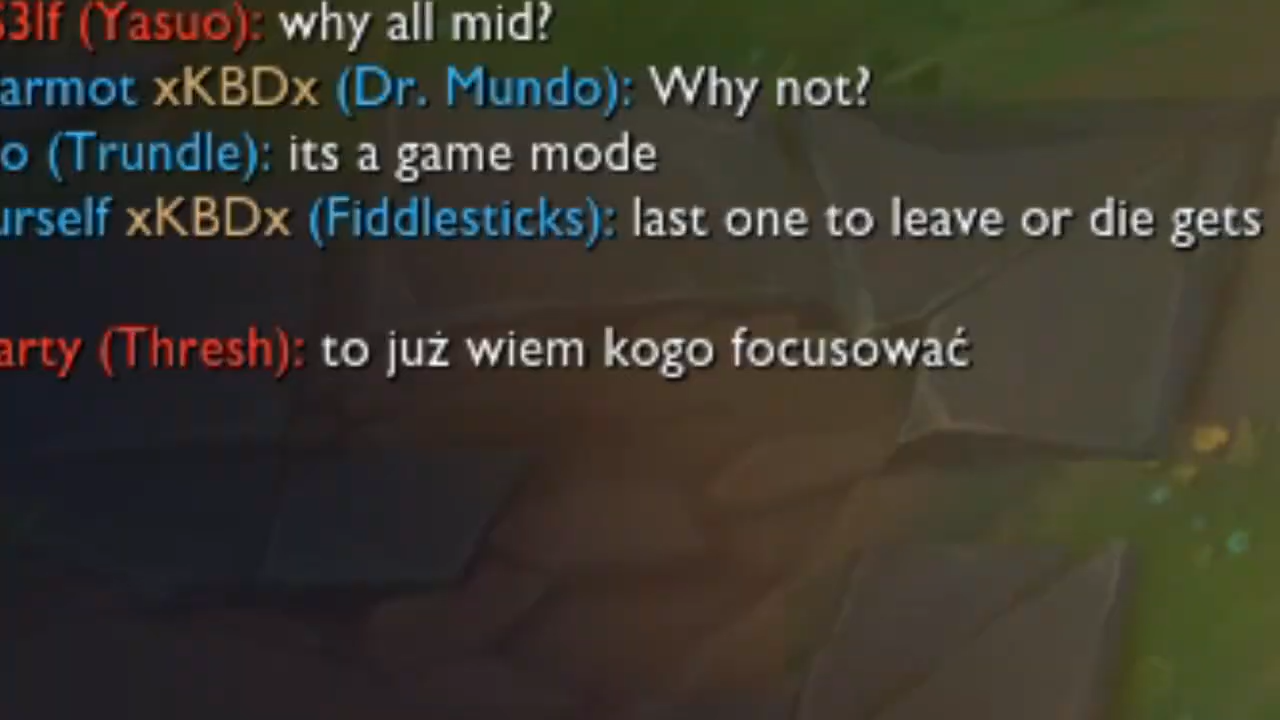 S3lf (Yasuo): why all mid?
armot xKBDx (Dr. Mundo): Why not?
o (Trundle): its a game mode
urself xKBDx (Fiddlesticks): last one to leave or die gets
arty (Thresh): to już wiem kogo focusować